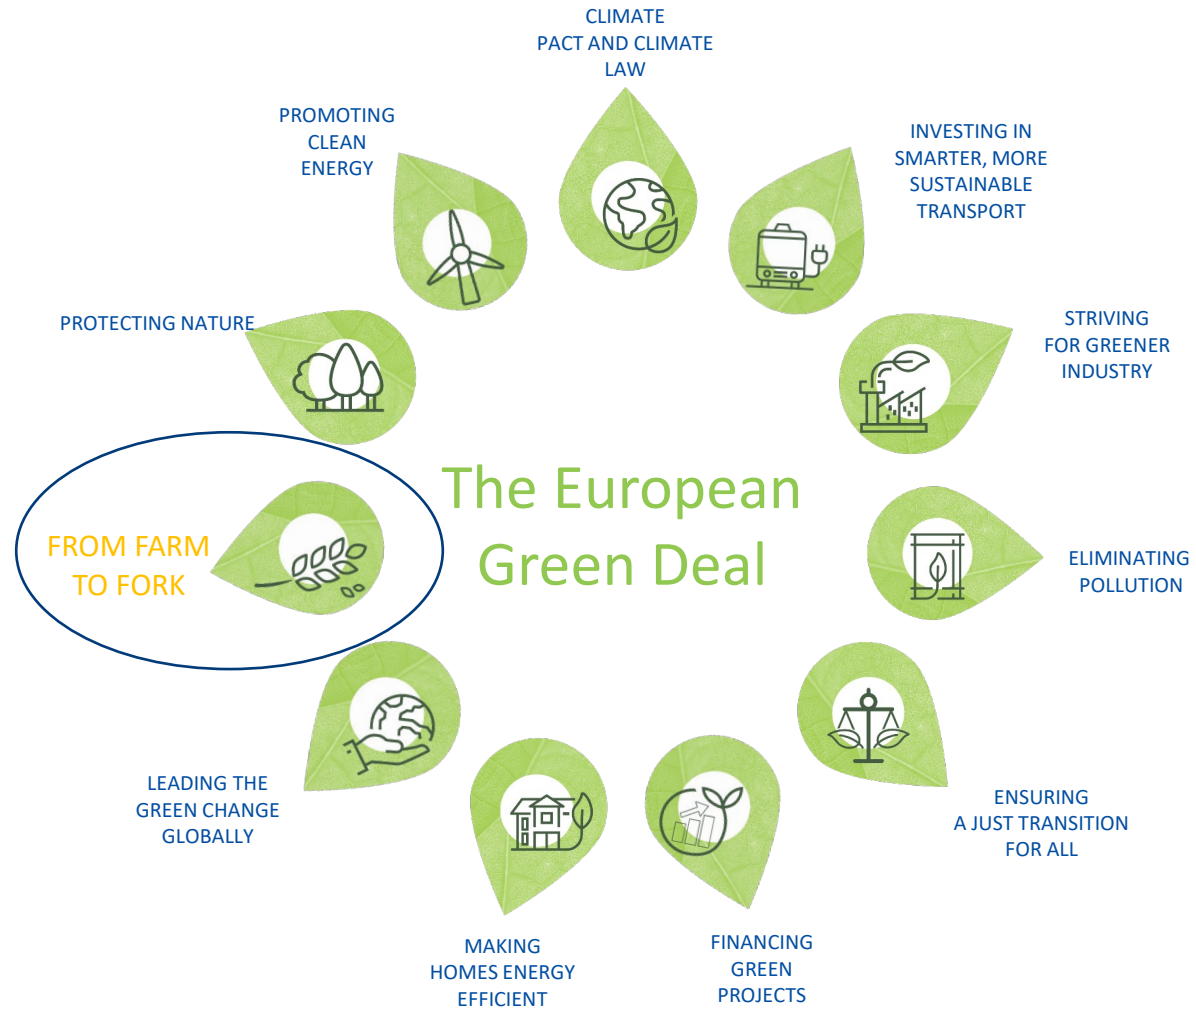 CLIMATE
PACT AND CLIMATE
LAW
PROMOTING
CLEAN
ENERGY
INVESTING IN
SMARTER, MORE
SUSTAINABLE
TRANSPORT
PROTECTING NATURE
STRIVING
FOR GREENER
INDUSTRY
The European
Green Deal
FROM FARM
TO FORK
ELIMINATING
POLLUTION
LEADING THE
GREEN CHANGE
GLOBALLY
ENSURING
A JUST TRANSITION
FOR ALL
MAKING
HOMES ENERGY
EFFICIENT
FINANCING
GREEN
PROJECTS